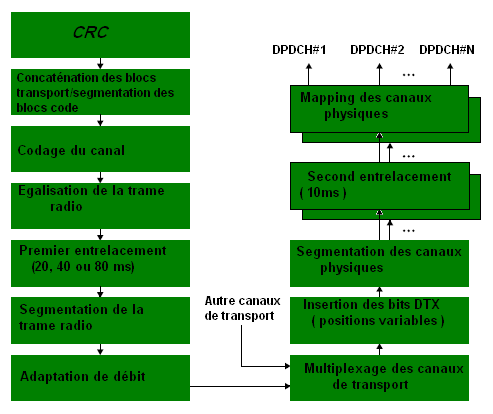 CRC
Concaténation des blocs
transport/segmentation des
blocs code
Codage du canal
Egalisation de la trame
radio
Premier entrelacement
(20, 40 ou 80 ms)
Segmentation de la
trame radio
Adaptation de débit
Autre canaux
de transport
Multiplexage des canaux
de transport
Insertion des bits DTX
( positions variables )
Segmentation des canaux
physiques
...
Second entrelacement
( 10ms )
...
Mapping des canaux
physiques
...
DPDCH#1 DPDCH#2 DPDCH#N